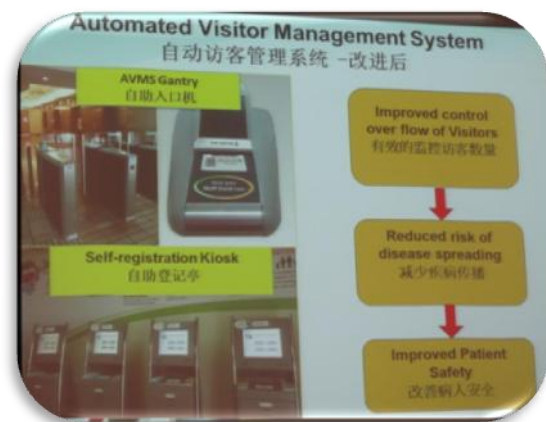 Automated Visitor Management System
自动访客管理系统 -改进后
AVMS Gantry
自助入口机
Self-registration Kiosk
自助登记亭
Improved control
over flow of Visitors
有效的监控访客数量
Reduced risk of
disease spreading
减少疾病传播
Improved Patient
Safety
改善病人安全